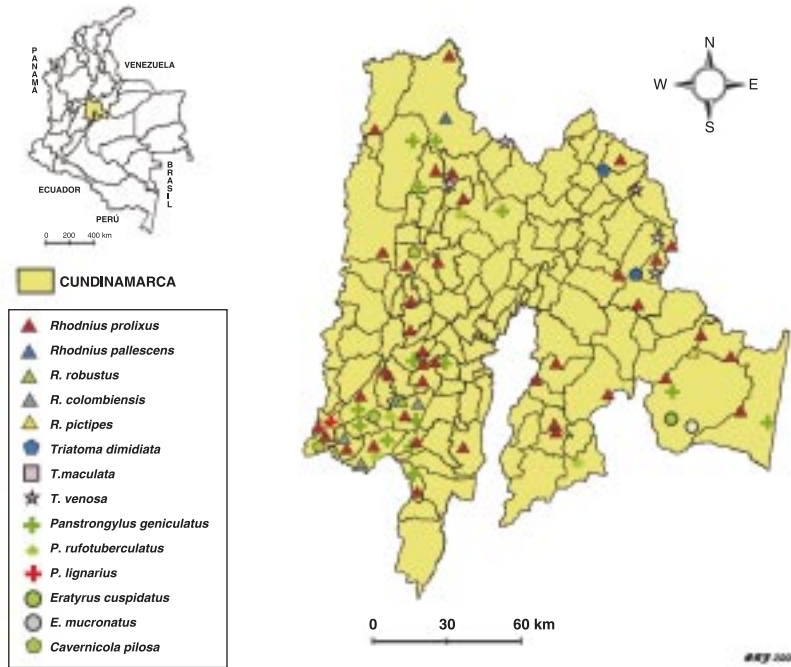 PANAMÁ
VENEZUELA
BRASIL
ECUADOR
PERÚ
0 200 400 km
CUNDINAMARCA
Rhodnius prolixus
Rhodnius pallescens
R. robustus
R. colombiensis
R. pictipes
Triatoma dimidiata
T.maculata
T. venosa
Panstrongylus geniculatus
P. rufotuberculatus
P. lignarius
Eratyrus cuspidatus
E. mucronatus
Cavernicola pilosa
N
W E
S
0 30 60 km